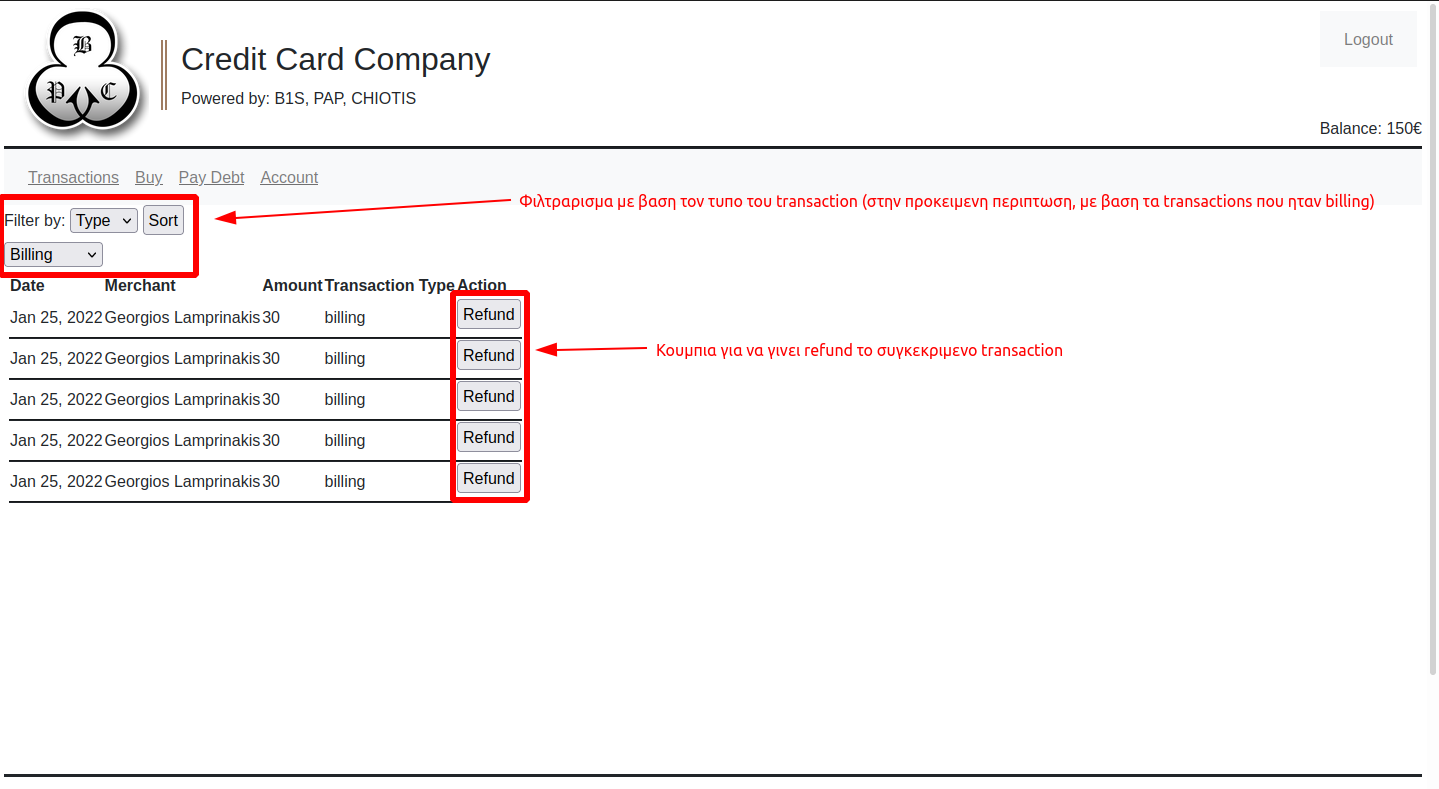 B
P C
Credit Card Company
Powered by: B1S, PAP, CHIOTIS
Logout
Balance: 150€
Transactions Buy Pay Debt Account
Filter by: Type Sort
Φιλτραρισμα με βαση τον τυπο του transaction (στην προκειμενη περιπτωση, με βαση τα transactions που ηταν billing)
Billing
Date Merchant Amount Transaction Type Action
Jan 25, 2022 Georgios Lamprinakis 30 billing Refund
Jan 25, 2022 Georgios Lamprinakis 30 billing Refund
Κουμπια για να γινει refund το συγκεκριμενο transaction
Jan 25, 2022 Georgios Lamprinakis 30 billing Refund
Jan 25, 2022 Georgios Lamprinakis 30 billing Refund
Jan 25, 2022 Georgios Lamprinakis 30 billing Refund